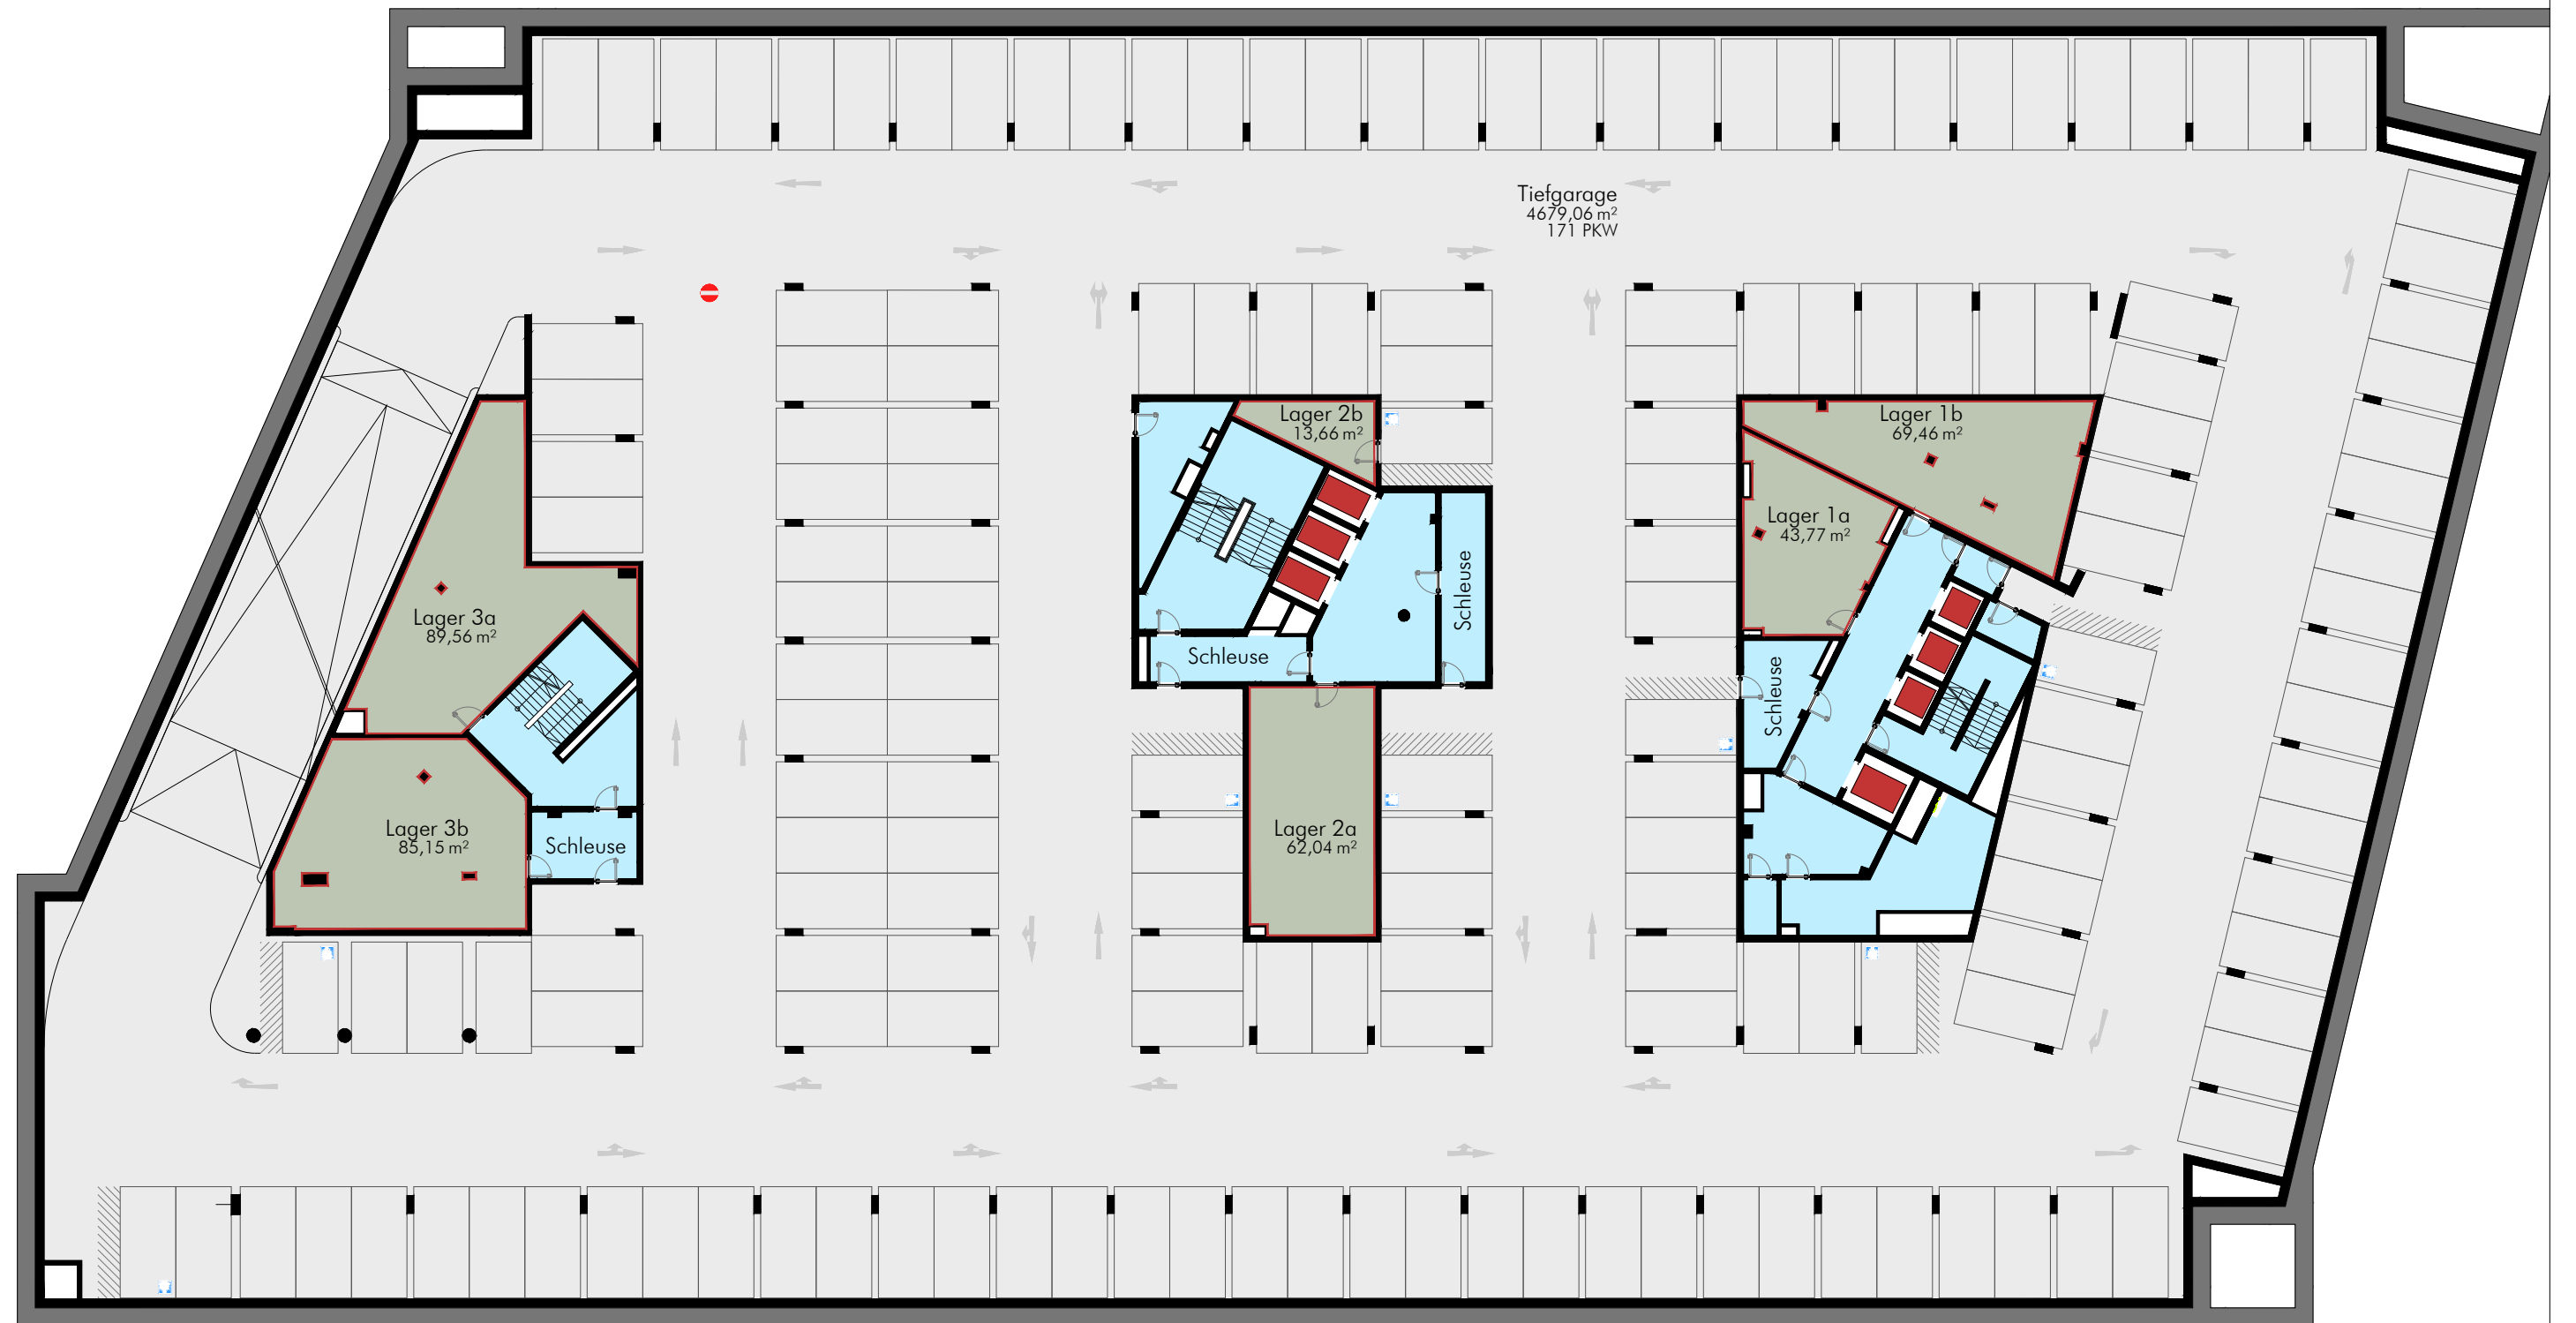 Tiefgarage
4679,06 m²
171 PKW
Lager 2b
13,66 m²
Lager 1b
69,46 m²
Lager 1a
43,77 m²
Schleuse
Lager 3a
89,56 m²
Schleuse
Schleuse
Lager 3b
85,15 m²
Schleuse
Lager 2a
62,04 m²